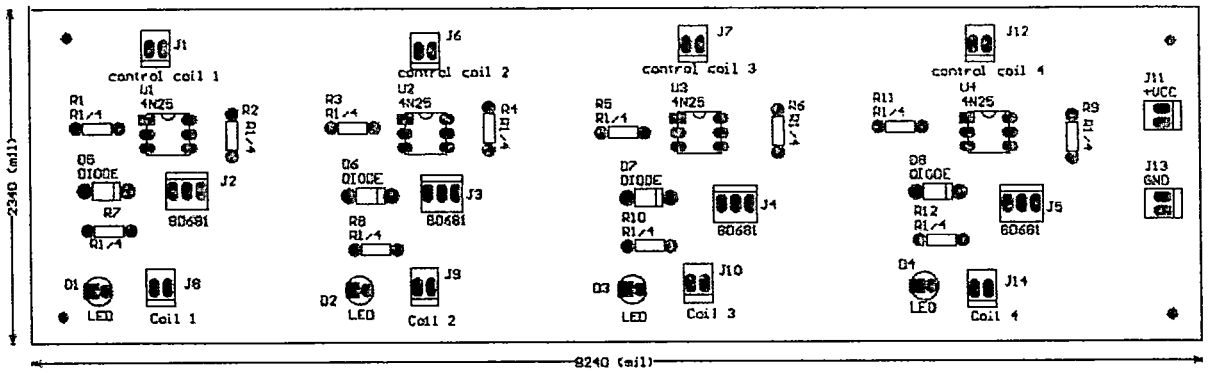 J1
control coil 1
J6
control coil 2
J7
control coil 3
J12
control coil 4
J11
+VCC
U1
4N25
U2
4N25
U3
4N25
U4
4N25
R1
R1/4
R2
R1/4
R3
R1/4
R4
R1/4
R5
R1/4
R6
R1/4
R11
R1/4
R9
R1/4
D5
DIODE
J2
BD681
D6
DIODE
J3
BD681
D7
DIODE
J4
BD681
D8
DIODE
J5
BD681
J13
GND
R7
R1/4
R8
R1/4
R10
R1/4
R12
R1/4
D1
LED
J8
Coil 1
D2
LED
J9
Coil 2
D3
LED
J10
Coil 3
D4
LED
J14
Coil 4
2340 (mil)
8240 (mil)